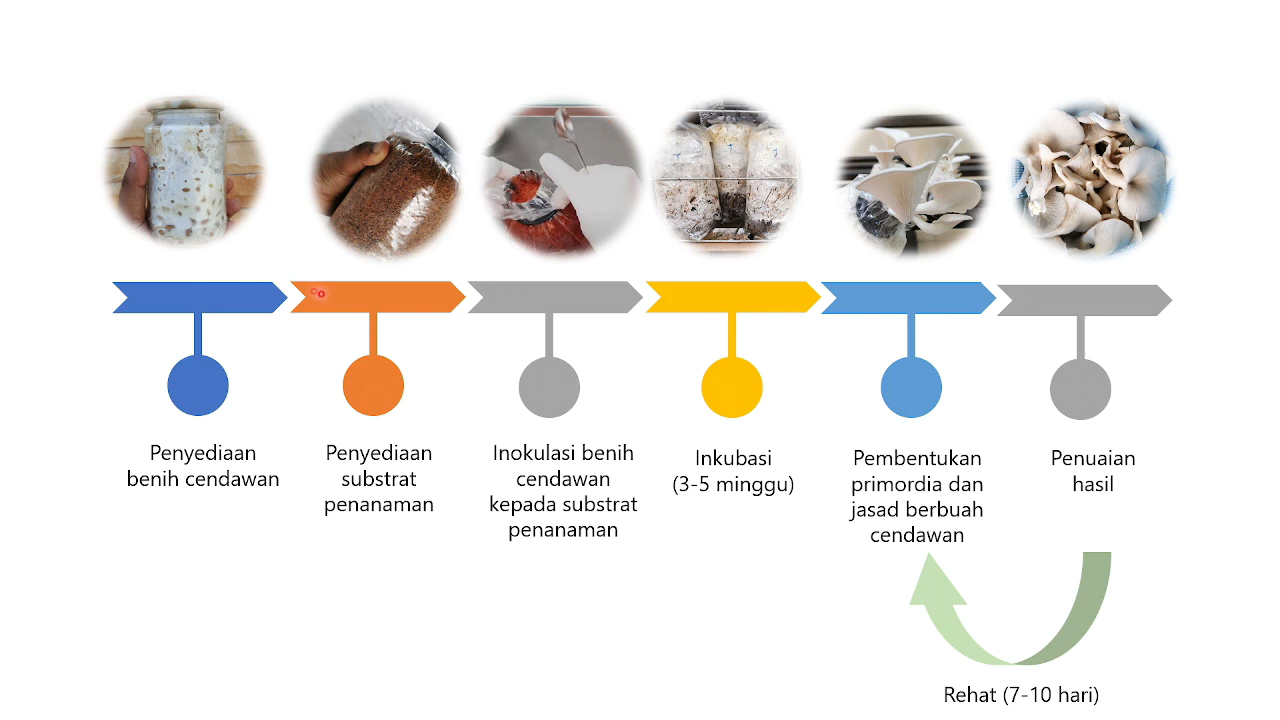 Penyediaan
benih cendawan
Penyediaan
substrat
penanaman
Inokulasi benih
cendawan
kepada substrat
penanaman
Inkubasi
(3-5 minggu)
Pembentukan
primordia dan
jasad berbuah
cendawan
Penuaian
hasil
Rehat (7-10 hari)